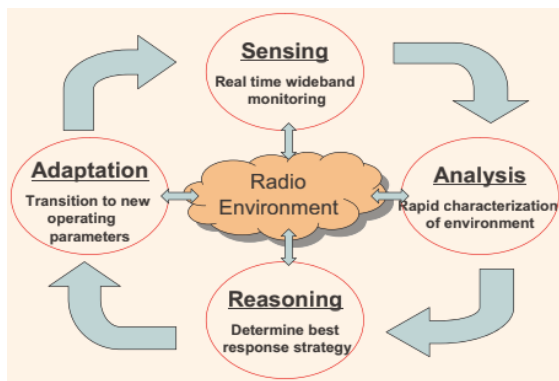 Sensing
Real time wideband
monitoring
Adaptation
Transition to new
operating
parameters
Radio
Environment
Analysis
Rapid characterization
of environment
Reasoning
Determine best
response strategy